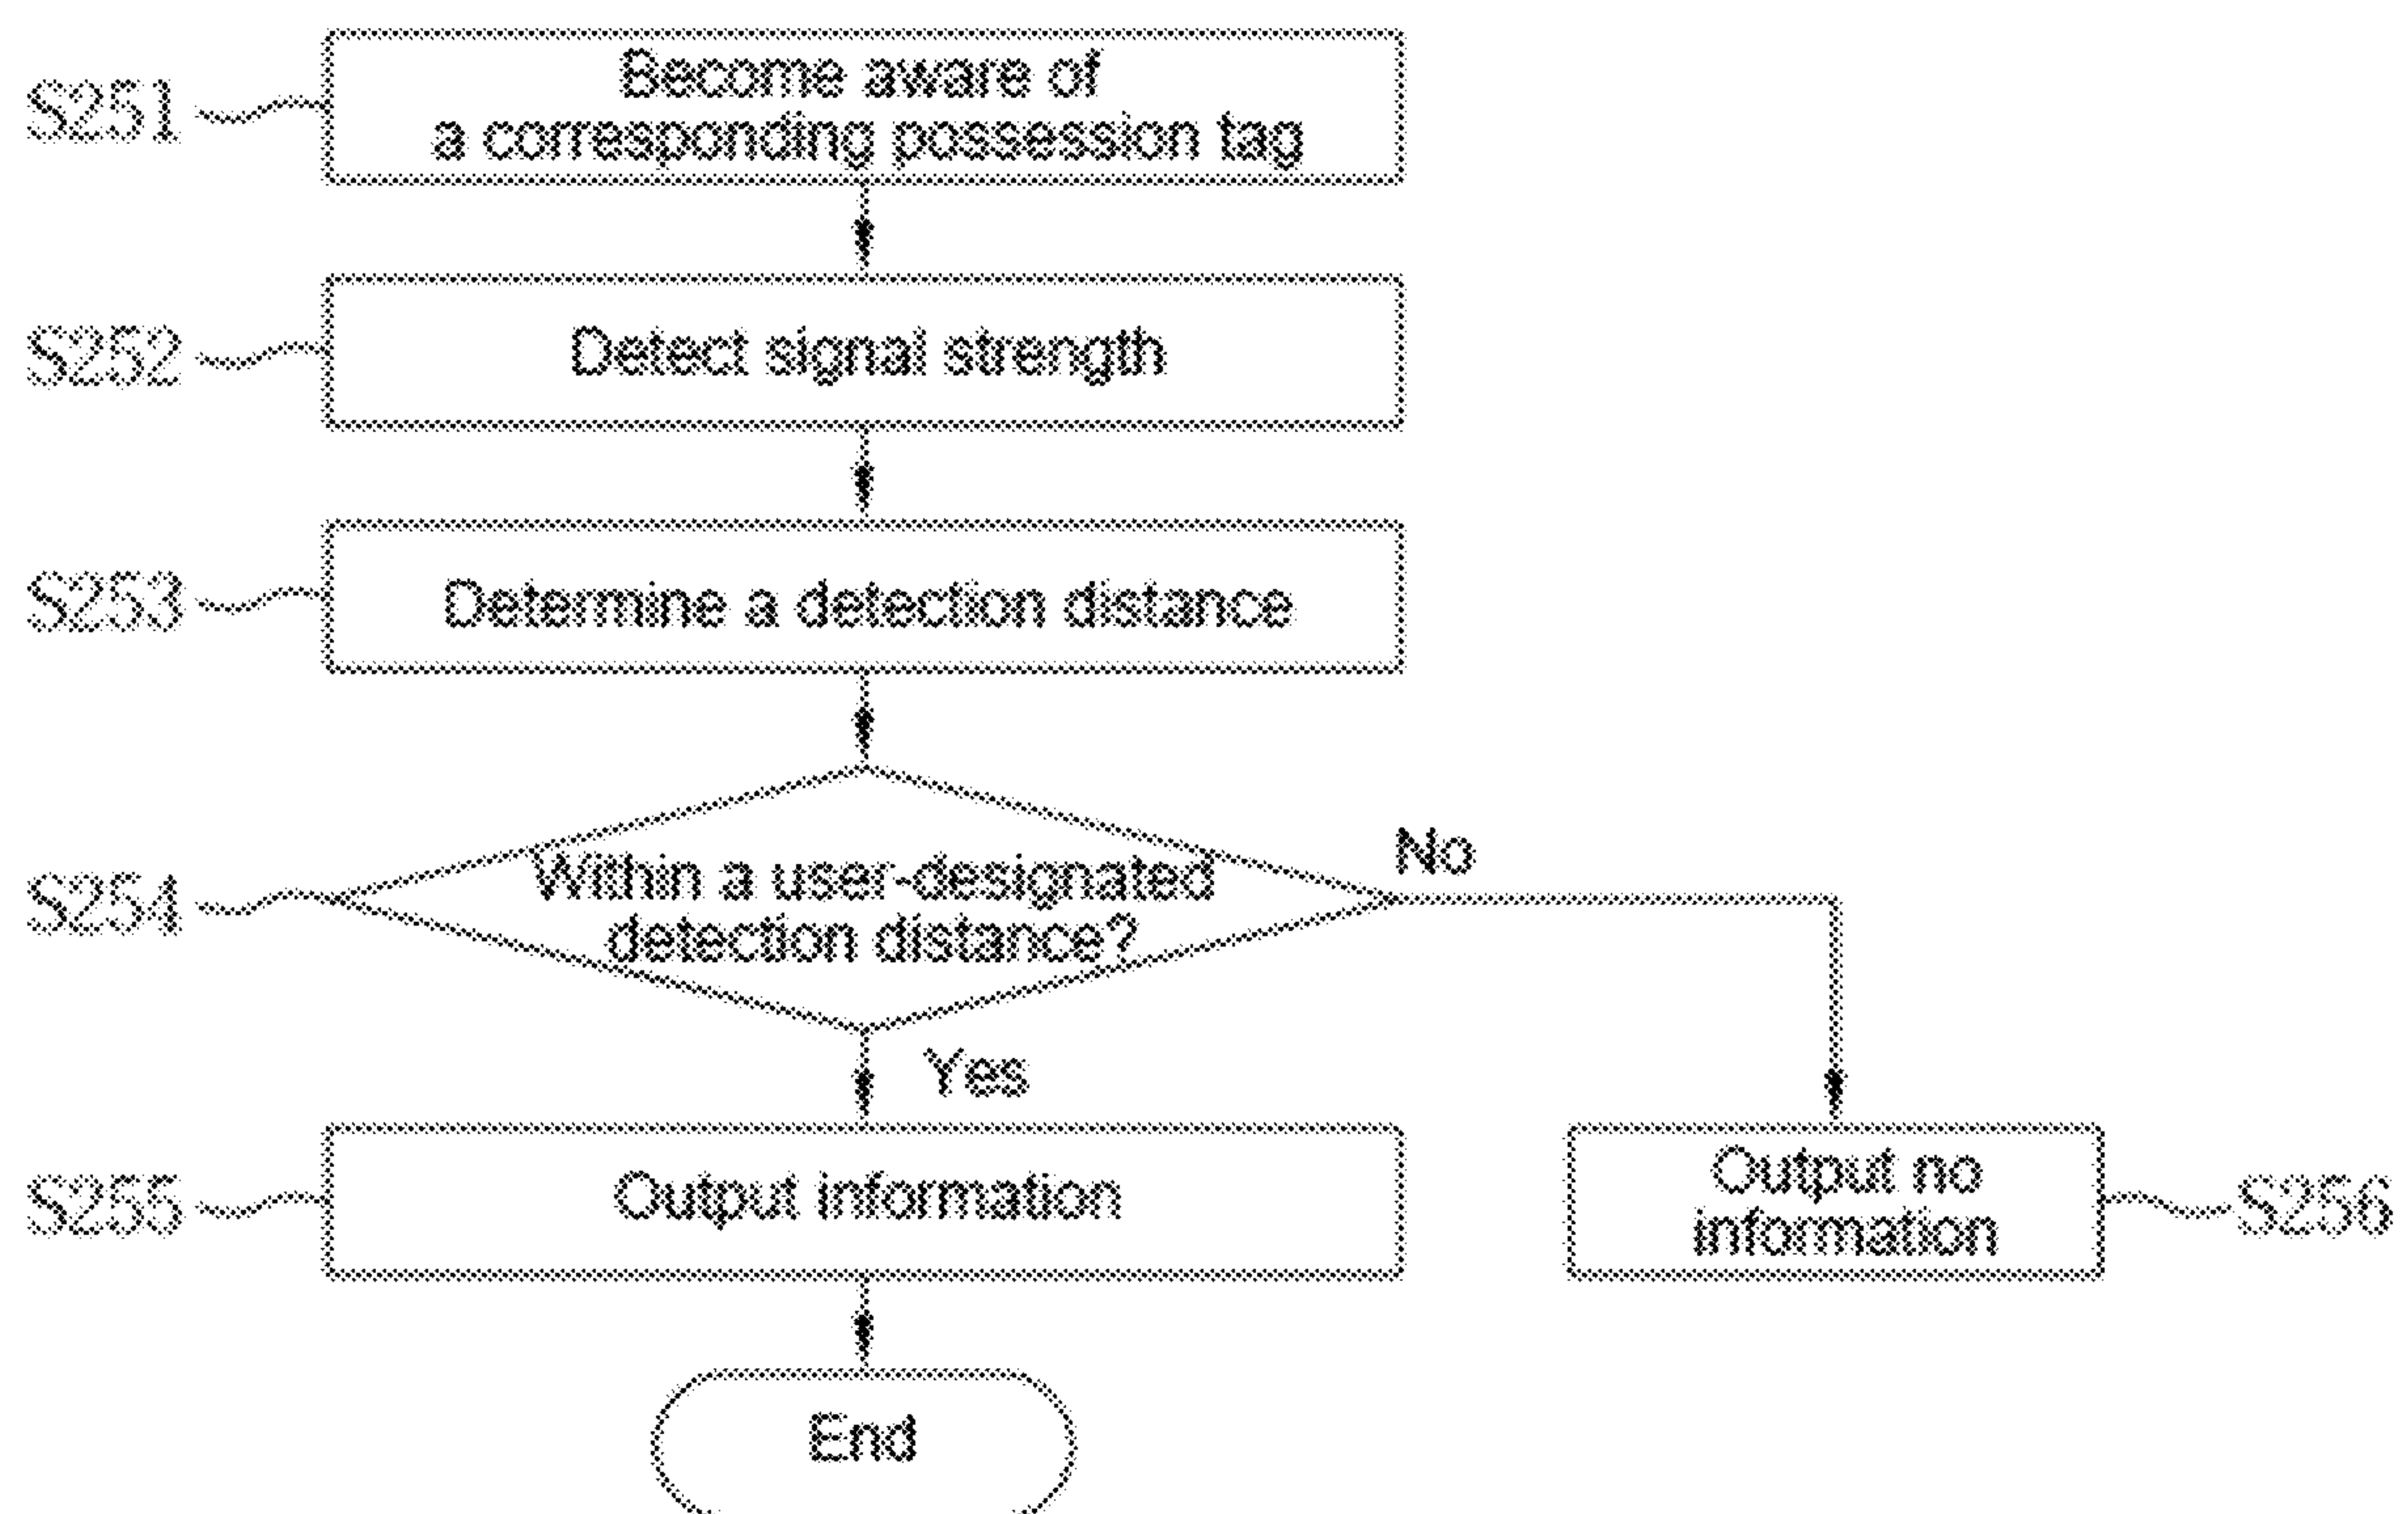 S251
Become aware of
a corresponding possession tag
S252
Detect signal strength
S253
Determine a detection distance
S254
Within a user-designated
detection distance?
No
Yes
S255
Output information
Output no
information
S256
End